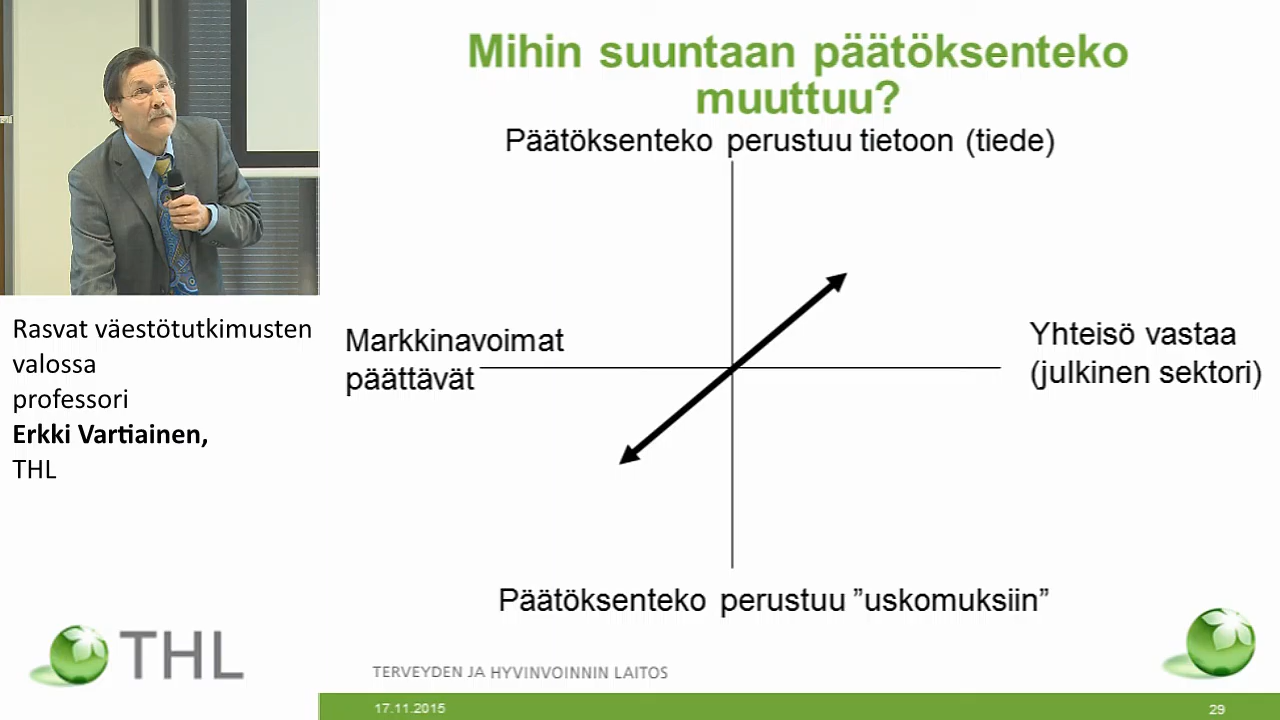 Mihin suuntaan päätöksenteko
muuttuu?
Päätöksenteko perustuu tietoon (tiede)
Markkinavoimat
päättävät
Yhteisö vastaa
(julkinen sektori)
Päätöksenteko perustuu ”uskomuksiin”
Rasvat väestötutkimusten
valossa
professori
Erkki Vartiainen,
THL
THL
TERVEYDEN JA HYVINVOINNIN LAITOS
17.11.2015
29